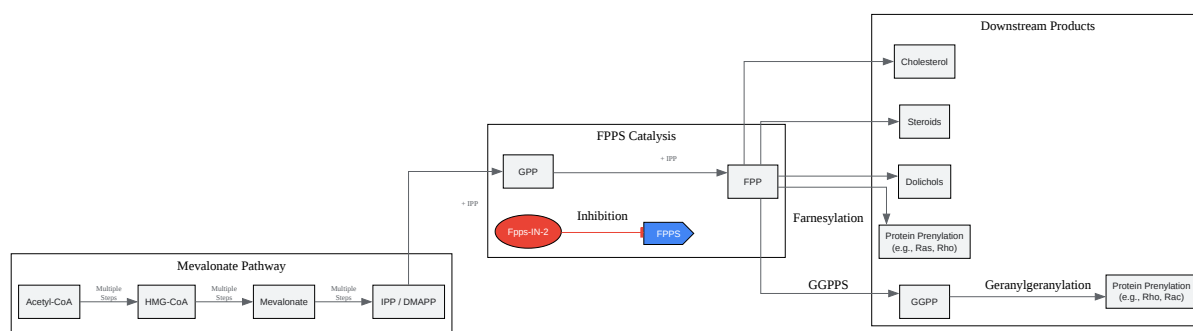 Downstream Products
Cholesterol
Steroids
FPPS Catalysis
+ IPP
GPP
FPP
Dolichols
+ IPP
Inhibition
Farnesylation
Fpps-IN-2
FPPS
Protein Prenylation
(e.g., Ras, Rho)
Mevalonate Pathway
Acetyl-CoA
Multiple
Steps
HMG-CoA
Multiple
Steps
Mevalonate
Multiple
Steps
IPP / DMAPP
GGPPS
GGPP
Geranylgeranylation
Protein Prenylation
(e.g., Rho, Rac)